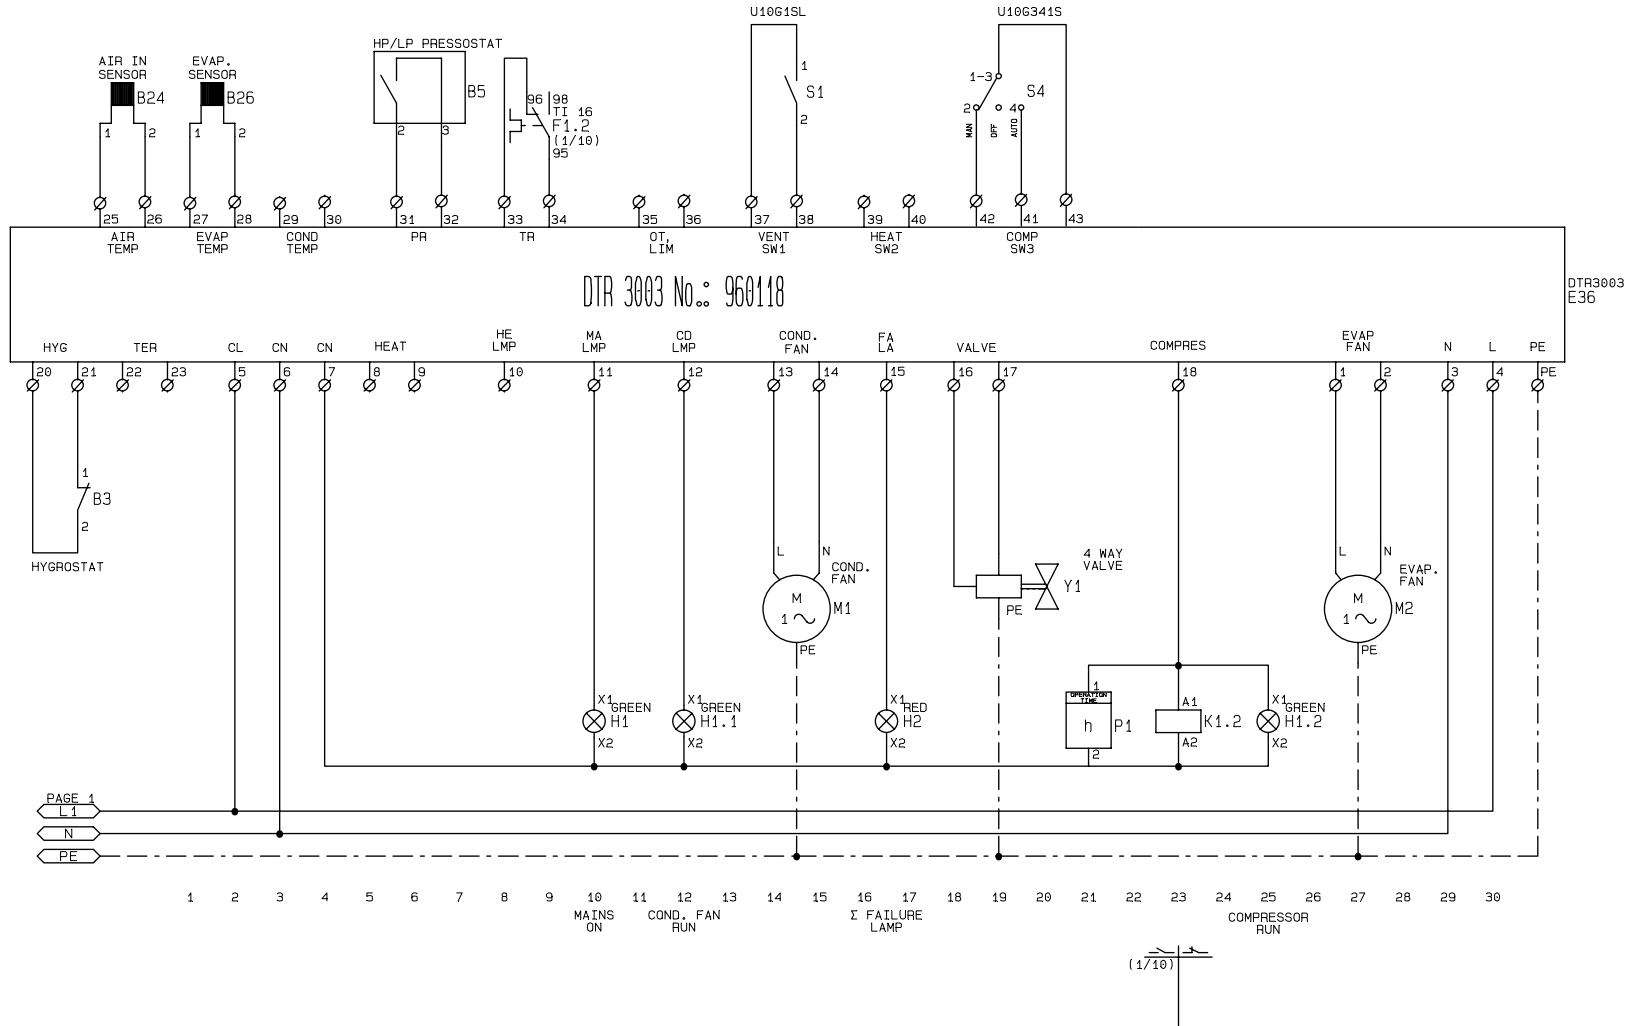 U10G1SL
U10G341S
HP/LP PRESSOSTAT
AIR IN
SENSOR
EVAP.
SENSOR
B24
B26
1
2
1
2
B5
2
3
96
98
TI 16
F1.2
(1/10)
95
1
S1
2
1-3
S4
2
4
MAN
OFF
AUTO
25
26
27
28
29
30
31
32
33
34
35
36
37
38
39
40
42
41
43
AIR
TEMP
EVAP
TEMP
COND
TEMP
PR
TR
OT,
LIM
VENT
SW1
HEAT
SW2
COMP
SW3
DTR 3003 No.: 960118
DTR3003
E36
HYG
TER
CL
CN
CN
HEAT
HE
LMP
MA
LMP
CD
LMP
COND.
FAN
FA
LA
VALVE
COMPRES
EVAP
FAN
N
L
PE
20
21
22
23
5
6
7
8
9
10
11
12
13
14
15
16
17
18
1
2
3
4
PE
1
B3
2
HYGROSTAT
L
N
COND.
FAN
M
1
M1
PE
4 WAY
VALVE
Y1
PE
L
N
EVAP.
FAN
M
1
M2
PE
X1
GREEN
H1
X2
X1
GREEN
H1.1
X2
X1
RED
H2
X2
1
OPERATION
TIME
h
P1
2
A1
K1.2
A2
X1
GREEN
H1.2
X2
PAGE 1
L1
N
PE
1 2 3 4 5 6 7 8 9 10 11 12 13 14 15 16 17 18 19 20 21 22 23 24 25 26 27 28 29 30
MAINS
ON
COND. FAN
RUN
Σ FAILURE
LAMP
COMPRESSOR
RUN
(1/10)